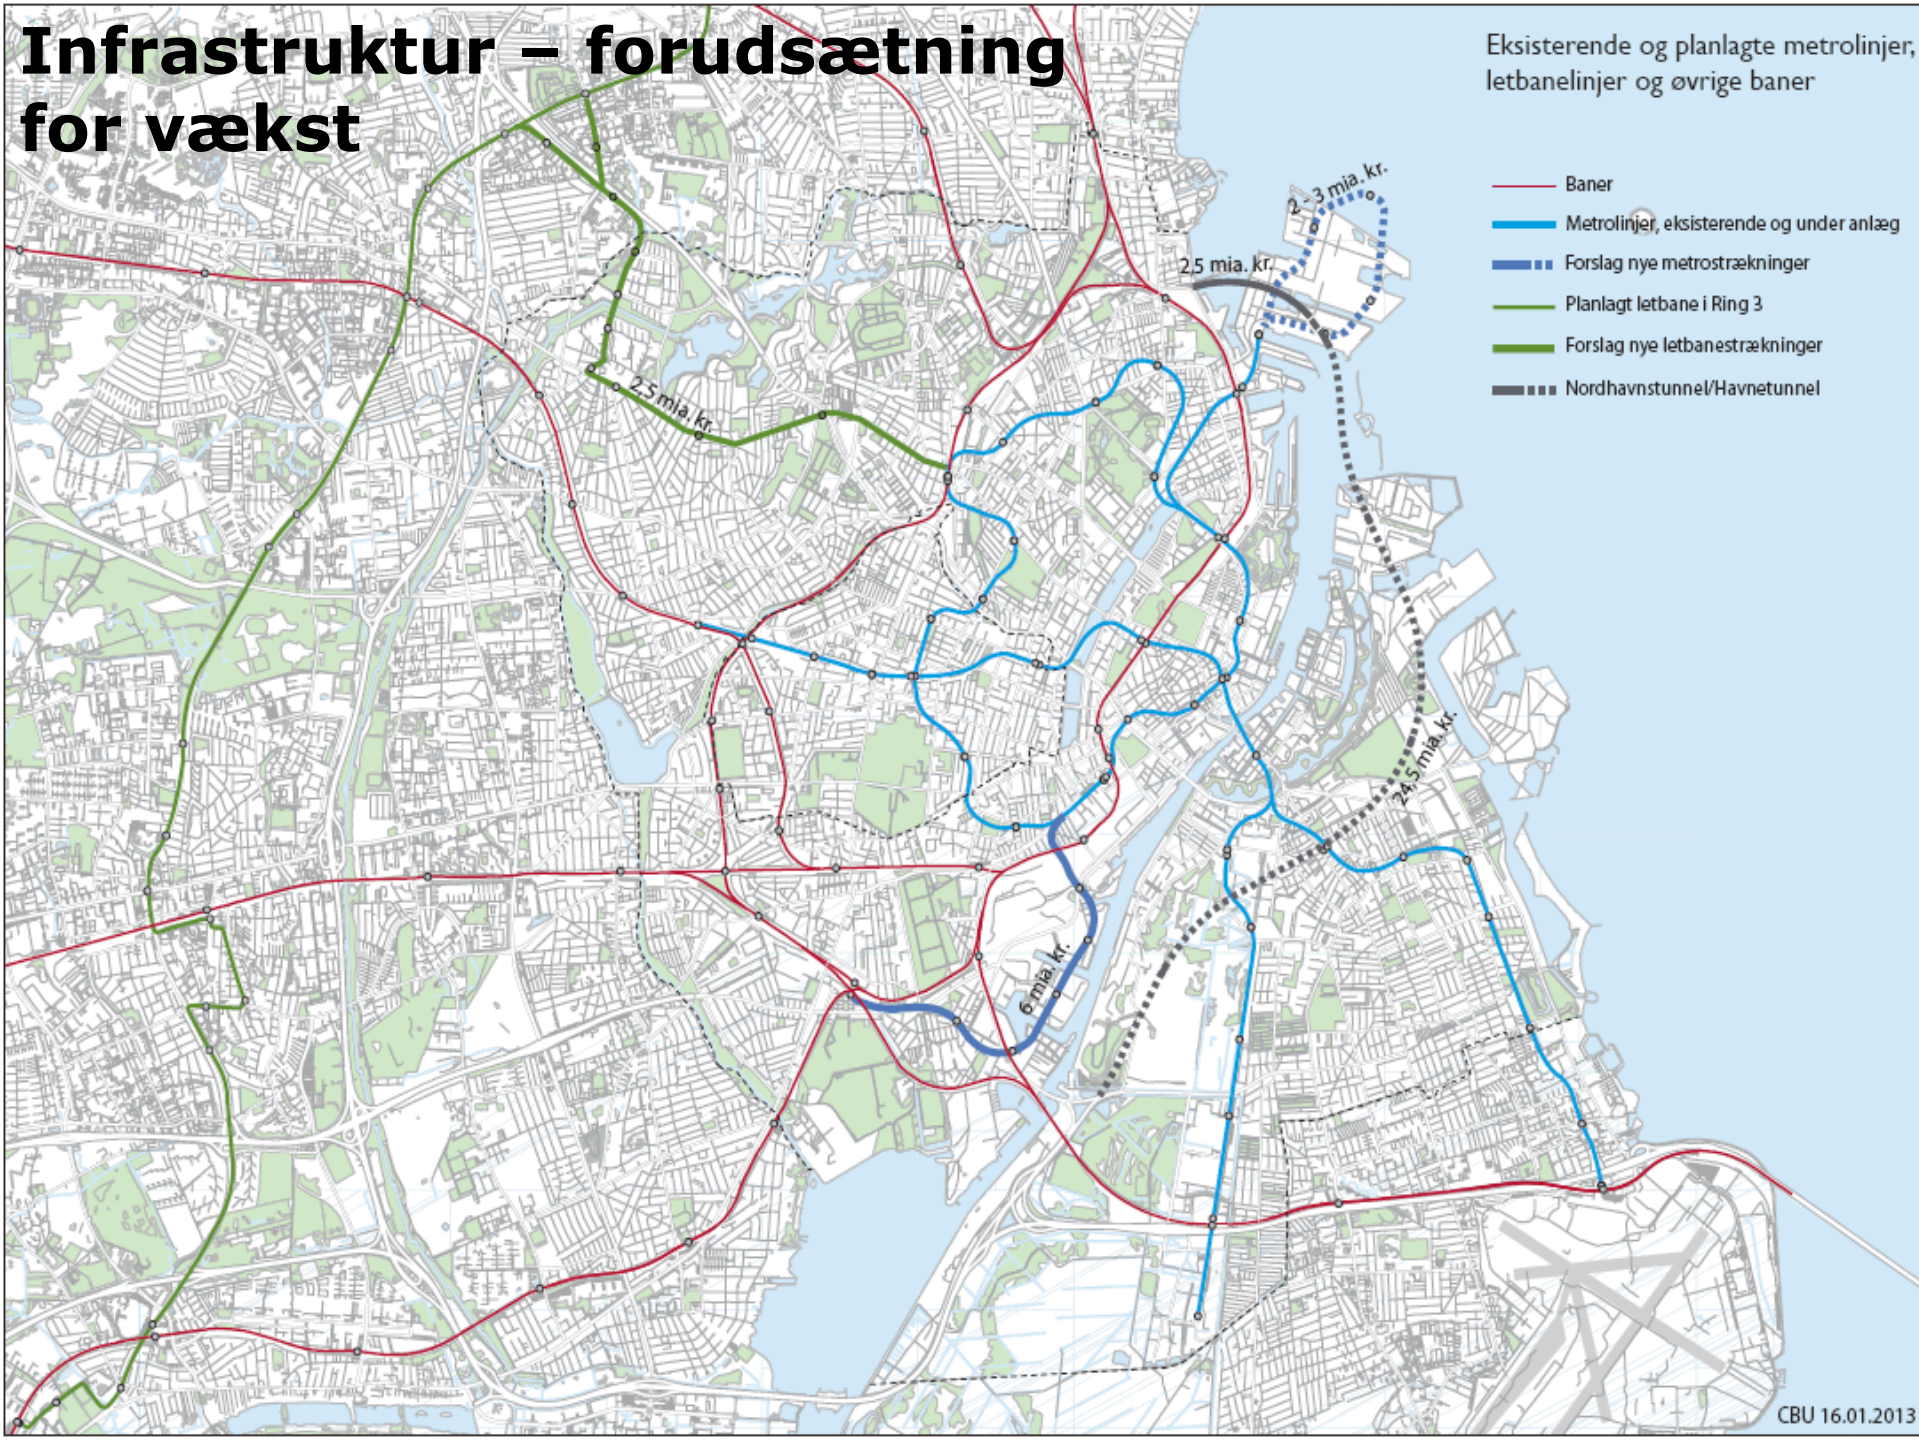 Infrastruktur – forudsætning
for vækst
Eksisterende og planlagte metrolinjer,
letbanelinjer og øvrige baner
Baner
Metrolinjer, eksisterende og under anlæg
Forslag nye metrostrækninger
Planlagt letbane i Ring 3
Forslag nye letbanestrækninger
Nordhavnstunnel/Havnetunnel
2 - 3 mia. kr.
2,5 mia. kr.
2,5 mia. kr.
24,5 mia. kr.
6 mia. kr.
CBU 16.01.2013